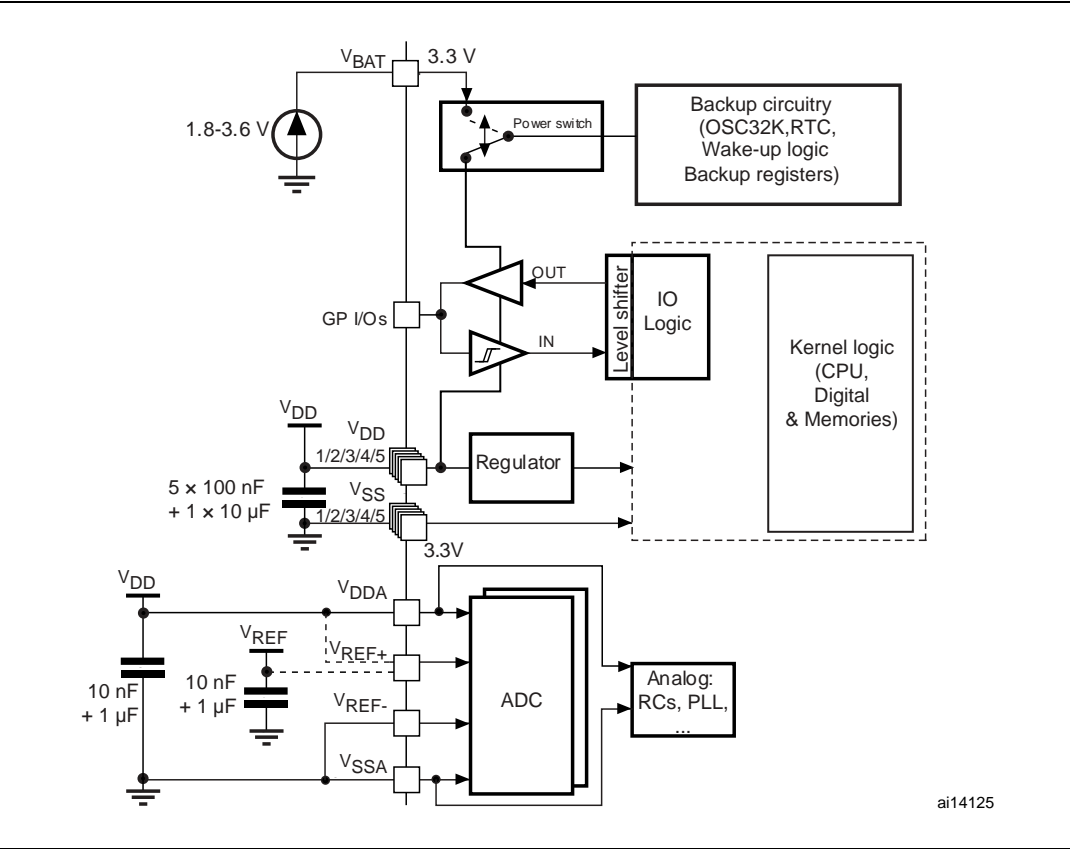 VBAT
3.3 V
1.8-3.6 V
Power switch
Backup circuitry
(OSC32K,RTC,
Wake-up logic
Backup registers)
OUT
GP I/Os
IN
Level shifter
IO
Logic
Kernel logic
(CPU,
Digital
& Memories)
VDD
VDD
1/2/3/4/5
Regulator
5 × 100 nF
+ 1 × 10 µF
VSS
1/2/3/4/5
3.3V
VDD
VDDA
VREF
VREF+
10 nF
+ 1 µF
10 nF
+ 1 µF
VREF-
ADC
Analog:
RCs, PLL,
...
VSSA
ai14125